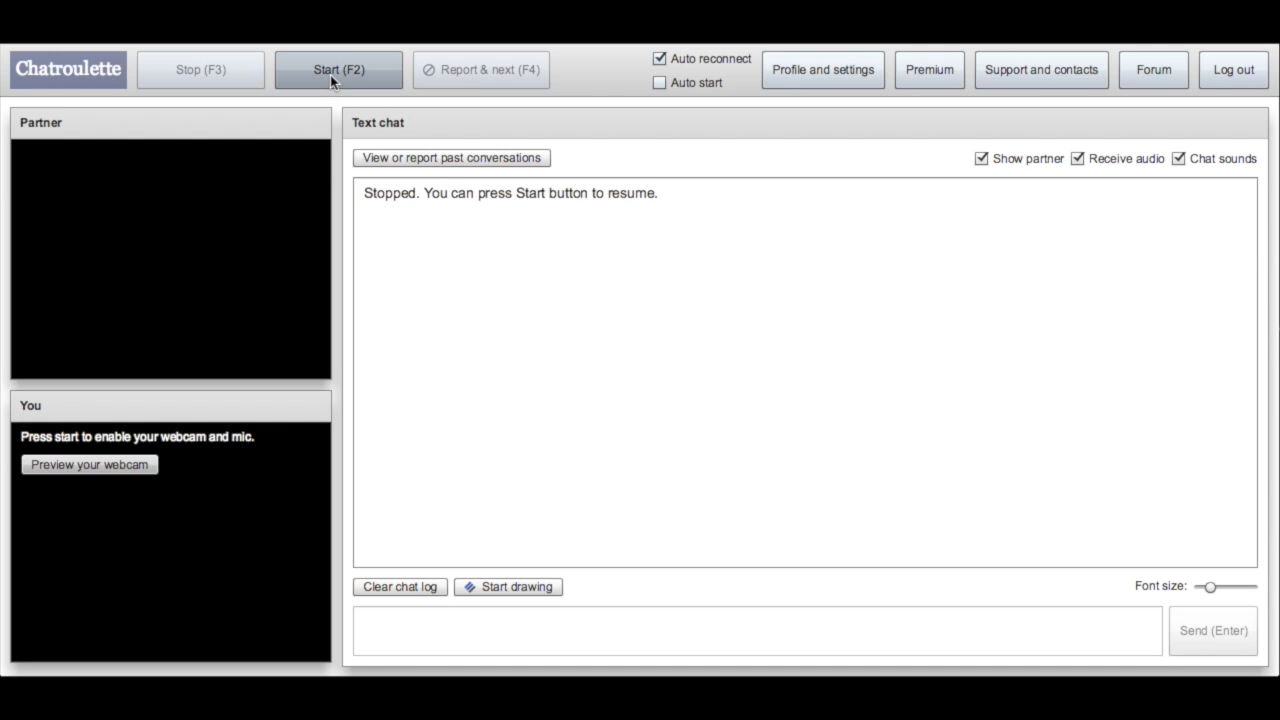 Chatroulette
Stop (F3)
Start (F2)
Report & next (F4)
Auto reconnect
Auto start
Profile and settings
Premium
Support and contacts
Forum
Log out
Partner
You
Press start to enable your webcam and mic.
Preview your webcam
Text chat
View or report past conversations
Show partner
Receive audio
Chat sounds
Stopped. You can press Start button to resume.
Clear chat log
Start drawing
Font size:
Send (Enter)